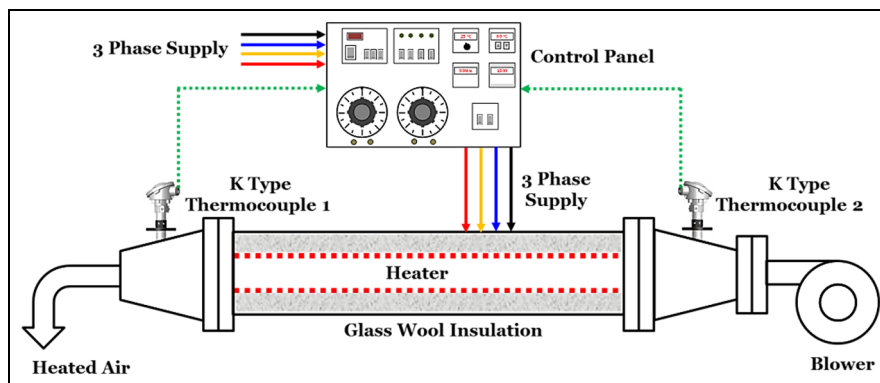 3 Phase Supply
Control Panel
K Type
Thermocouple 1
3 Phase
Supply
K Type
Thermocouple 2
Heater
Glass Wool Insulation
Heated Air
Blower